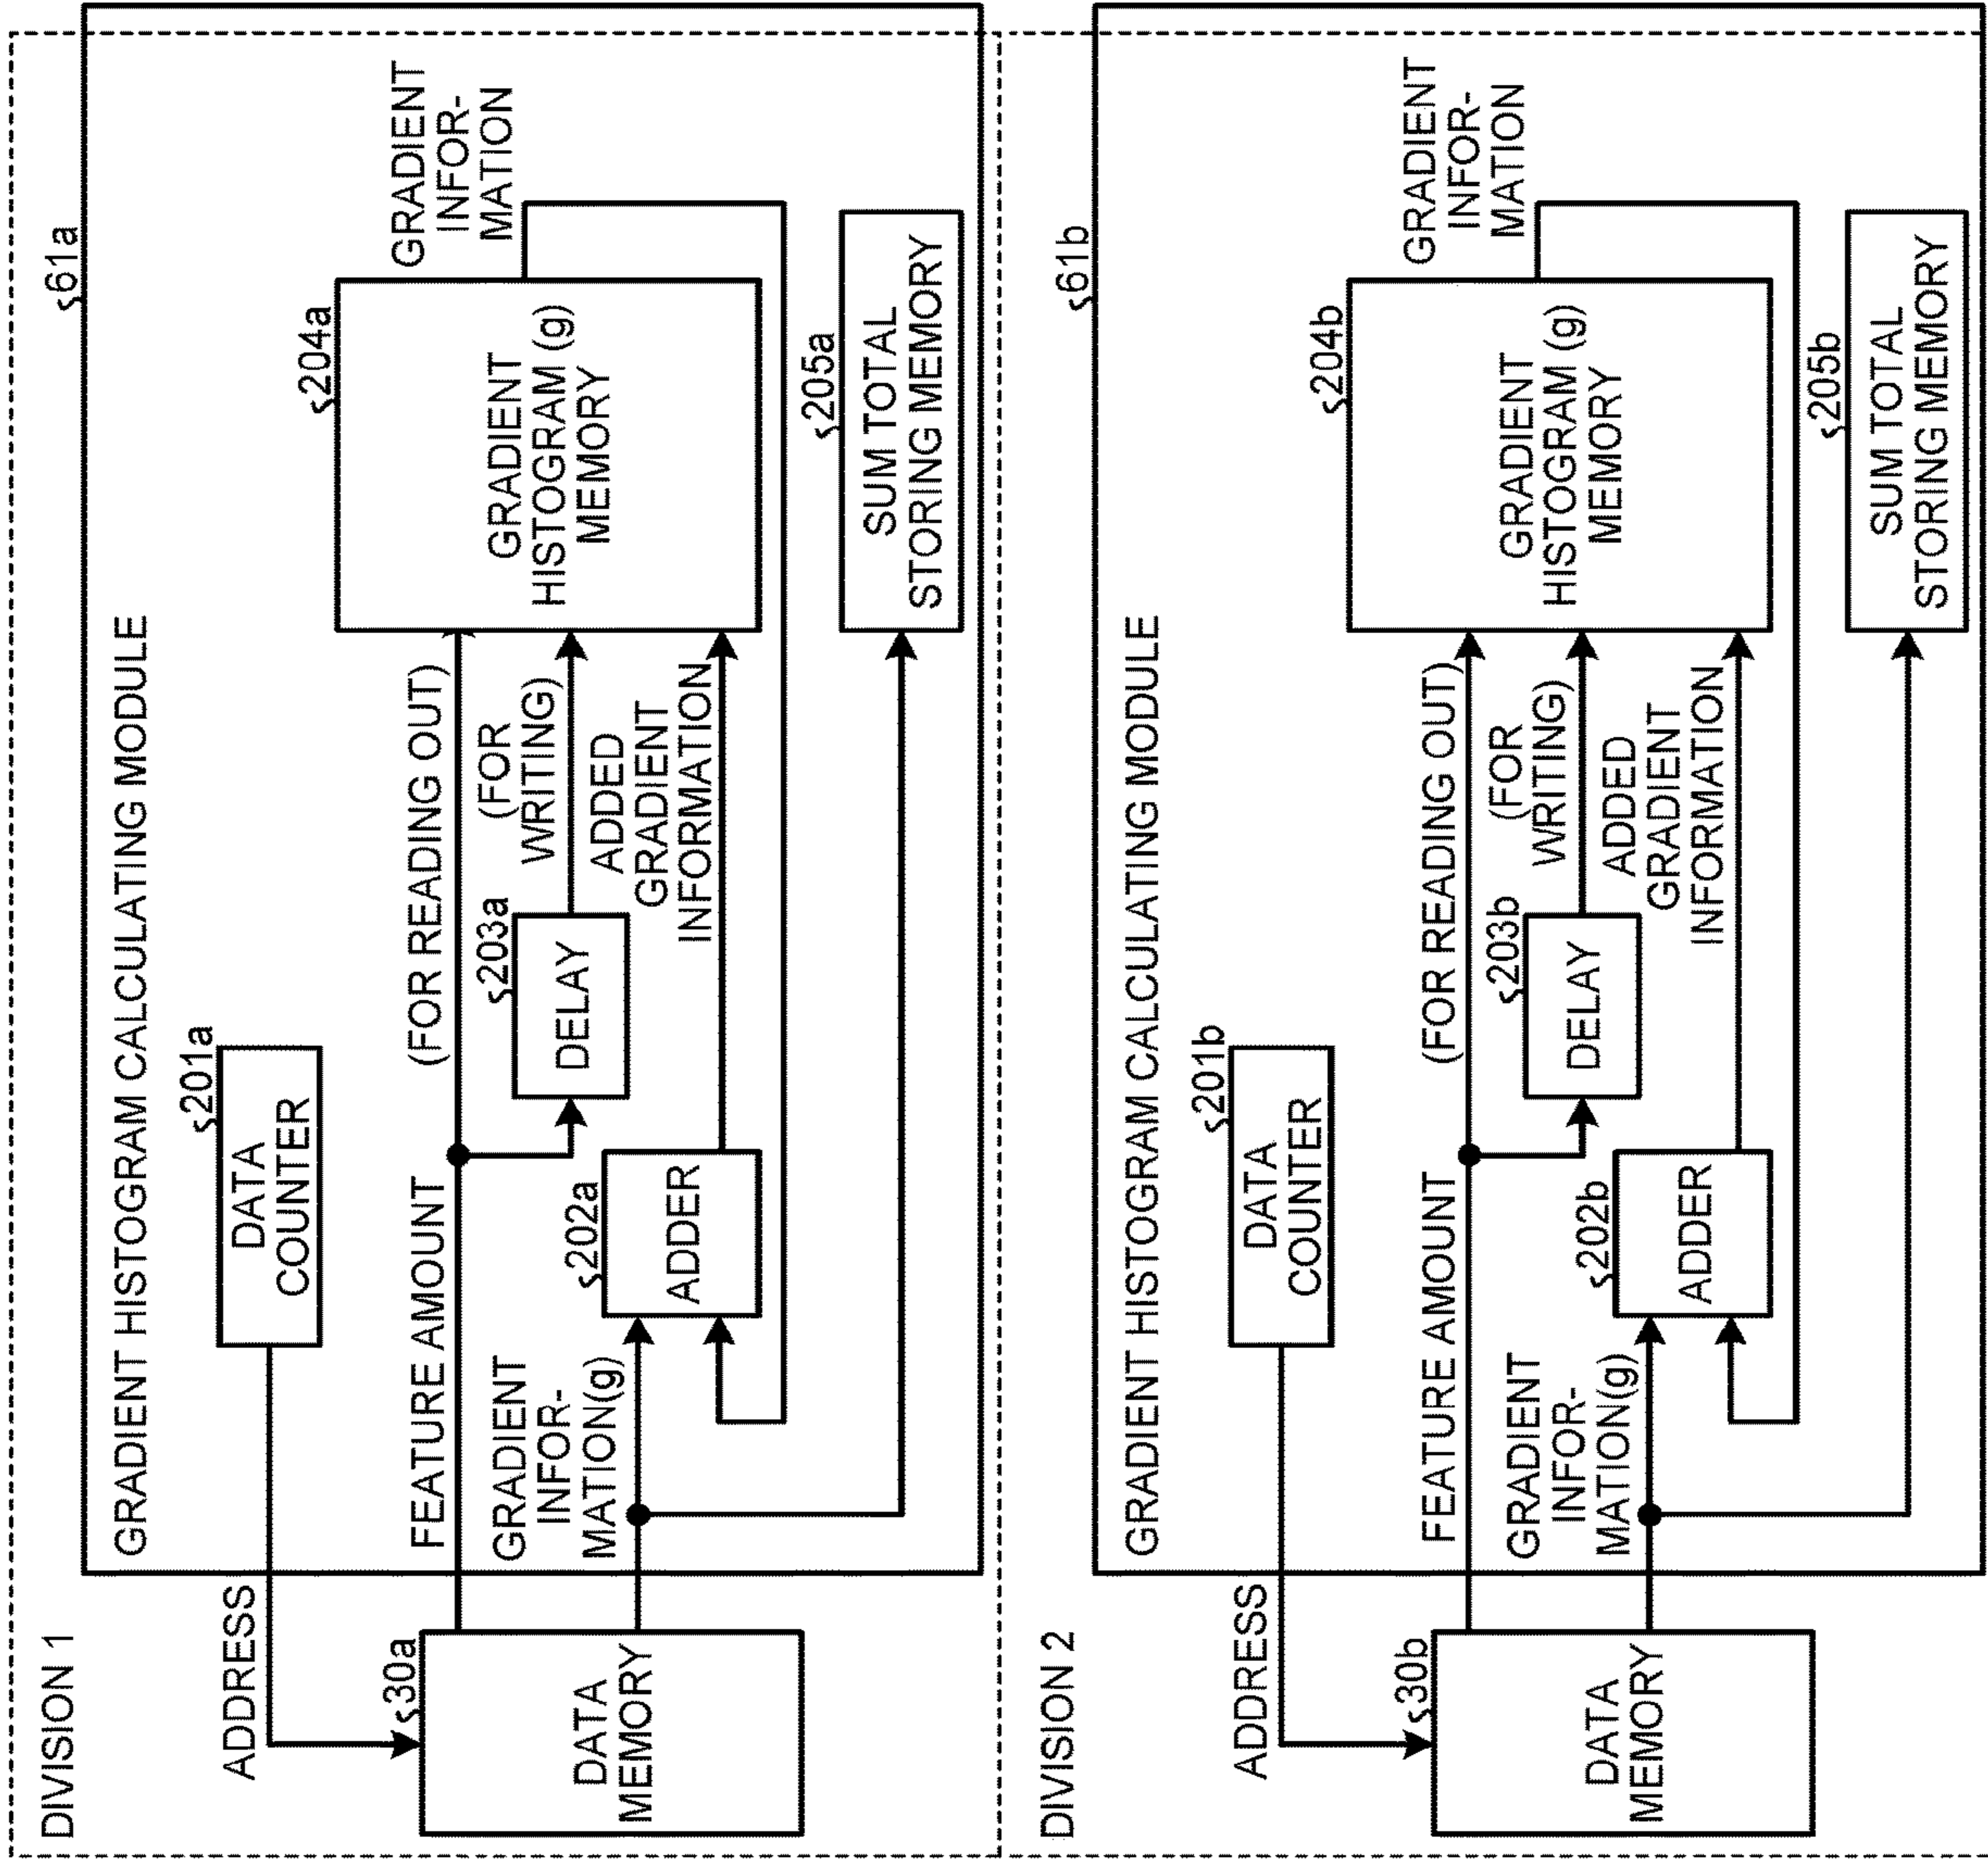 DIVISION 1
61a
GRADIENT HISTOGRAM CALCULATING MODULE
201a
DATA
COUNTER
ADDRESS
30a
DATA
MEMORY
FEATURE AMOUNT
(FOR READING OUT)
203a
DELAY
(FOR
WRITING)
204a
GRADIENT
HISTOGRAM (g)
MEMORY
GRADIENT
INFOR-
MATION
GRADIENT
INFOR-
MATION(g)
202a
ADDER
ADDED
GRADIENT
INFORMATION
205a
SUM TOTAL
STORING MEMORY
DIVISION 2
61b
GRADIENT HISTOGRAM CALCULATING MODULE
201b
DATA
COUNTER
ADDRESS
30b
DATA
MEMORY
FEATURE AMOUNT
(FOR READING OUT)
203b
DELAY
(FOR
WRITING)
204b
GRADIENT
HISTOGRAM (g)
MEMORY
GRADIENT
INFOR-
MATION
GRADIENT
INFOR-
MATION(g)
202b
ADDER
ADDED
GRADIENT
INFORMATION
205b
SUM TOTAL
STORING MEMORY